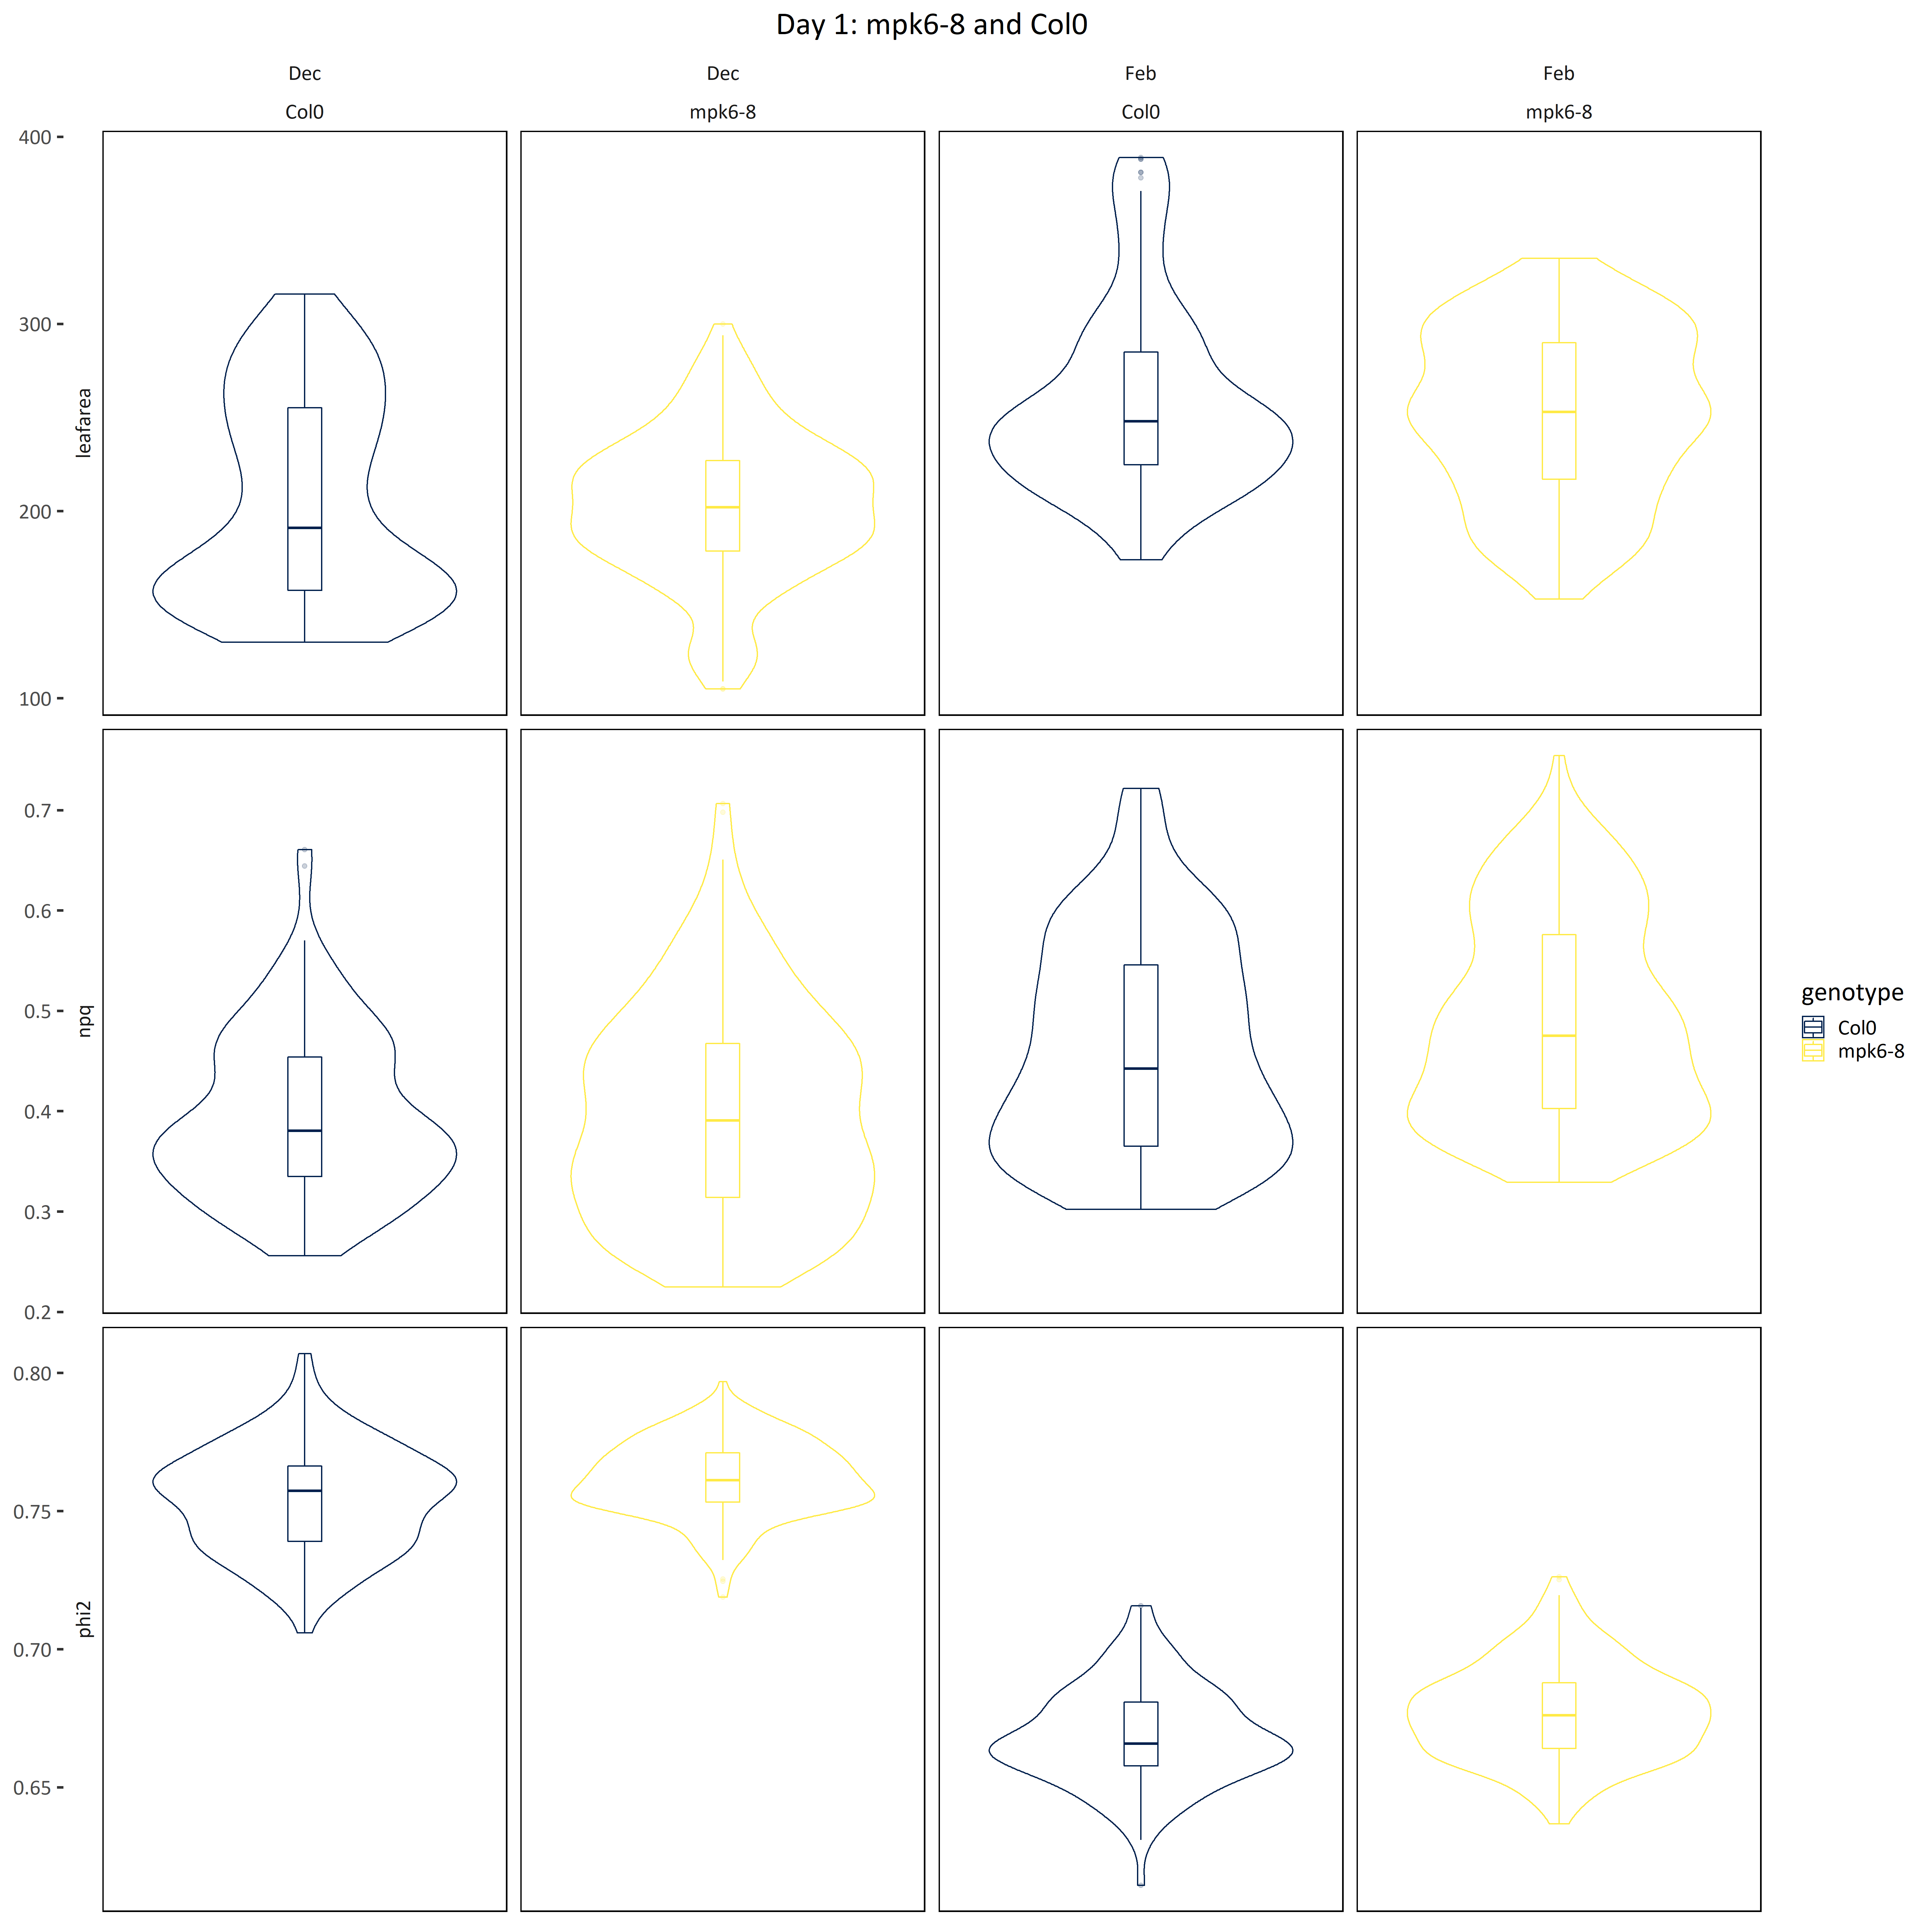 Day 1: mpk6-8 and Col0
Dec Dec Feb Feb
Col0 mpk6-8 Col0 mpk6-8
400
300
leafarea
200
100
0.7
0.6
0.5
npq
0.4
0.3
0.2
genotype
Col0
mpk6-8
0.80
0.75
phi2
0.70
0.65